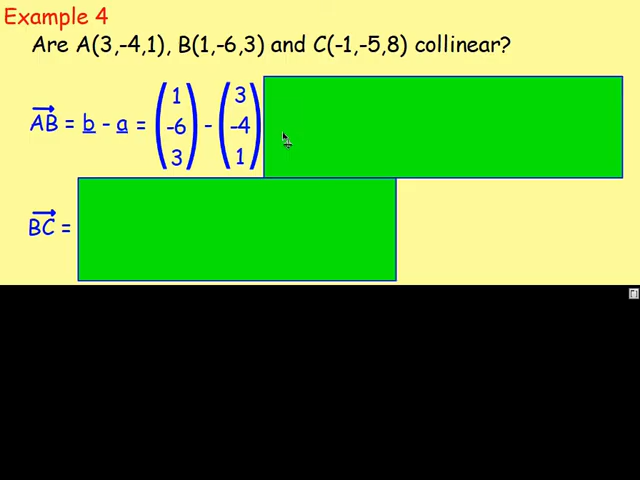 Example 4
Are A(3,-4,1), B(1,-6,3) and C(-1,-5,8) collinear?
AB = b - a = (1 -6 3) - (3 -4 1)
BC =